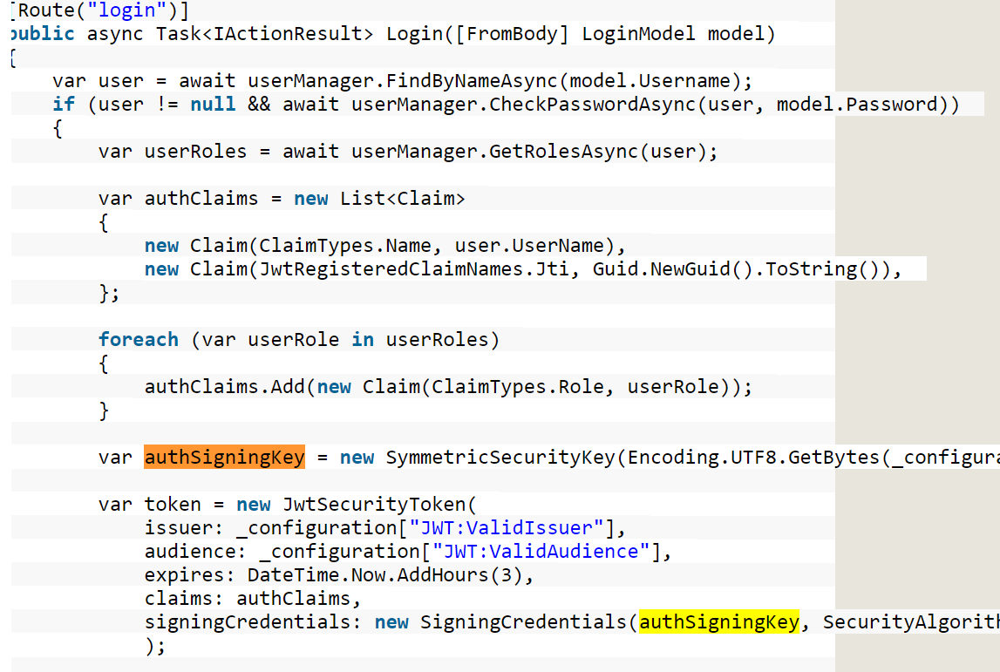 [Route("login")]
public async Task<IActionResult> Login([FromBody] LoginModel model)
{
    var user = await userManager.FindByNameAsync(model.Username);
    if (user != null && await userManager.CheckPasswordAsync(user, model.Password))
    {
        var userRoles = await userManager.GetRolesAsync(user);

        var authClaims = new List<Claim>
        {
            new Claim(ClaimTypes.Name, user.UserName),
            new Claim(JwtRegisteredClaimNames.Jti, Guid.NewGuid().ToString()),
        };

        foreach (var userRole in userRoles)
        {
            authClaims.Add(new Claim(ClaimTypes.Role, userRole));
        }

        var authSigningKey = new SymmetricSecurityKey(Encoding.UTF8.GetBytes(_configura

        var token = new JwtSecurityToken(
            issuer: _configuration["JWT:ValidIssuer"],
            audience: _configuration["JWT:ValidAudience"],
            expires: DateTime.Now.AddHours(3),
            claims: authClaims,
            signingCredentials: new SigningCredentials(authSigningKey, SecurityAlgorith
            );